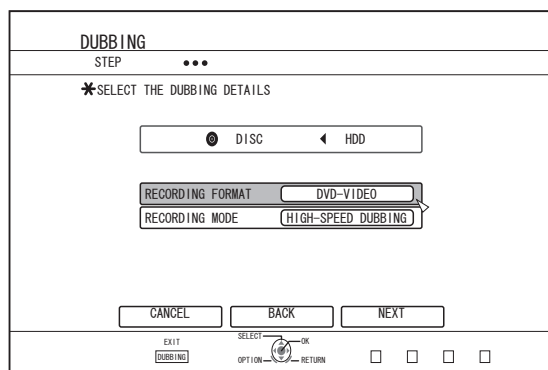 DUBBING
STEP
SELECT THE DUBBING DETAILS
DISC HDD
RECORDING FORMAT DVD-VIDEO
RECORDING MODE HIGH-SPEED DUBBING
CANCEL BACK NEXT
EXIT
DUBBING
SELECT OK
OPTION RETURN